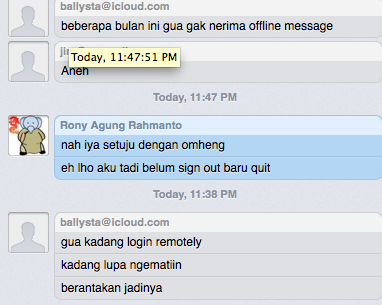 ballysta@icloud.com
beberapa bulan ini gua gak nerima offline message
Today, 11:47:51 PM
Aneh
Today, 11:47 PM
Rony Agung Rahmanto
nah iya setuju dengan omheng
eh lho aku tadi belum sign out baru quit
Today, 11:38 PM
ballysta@icloud.com
gua kadang login remotely
kadang lupa ngematiin
berantakan jadinya